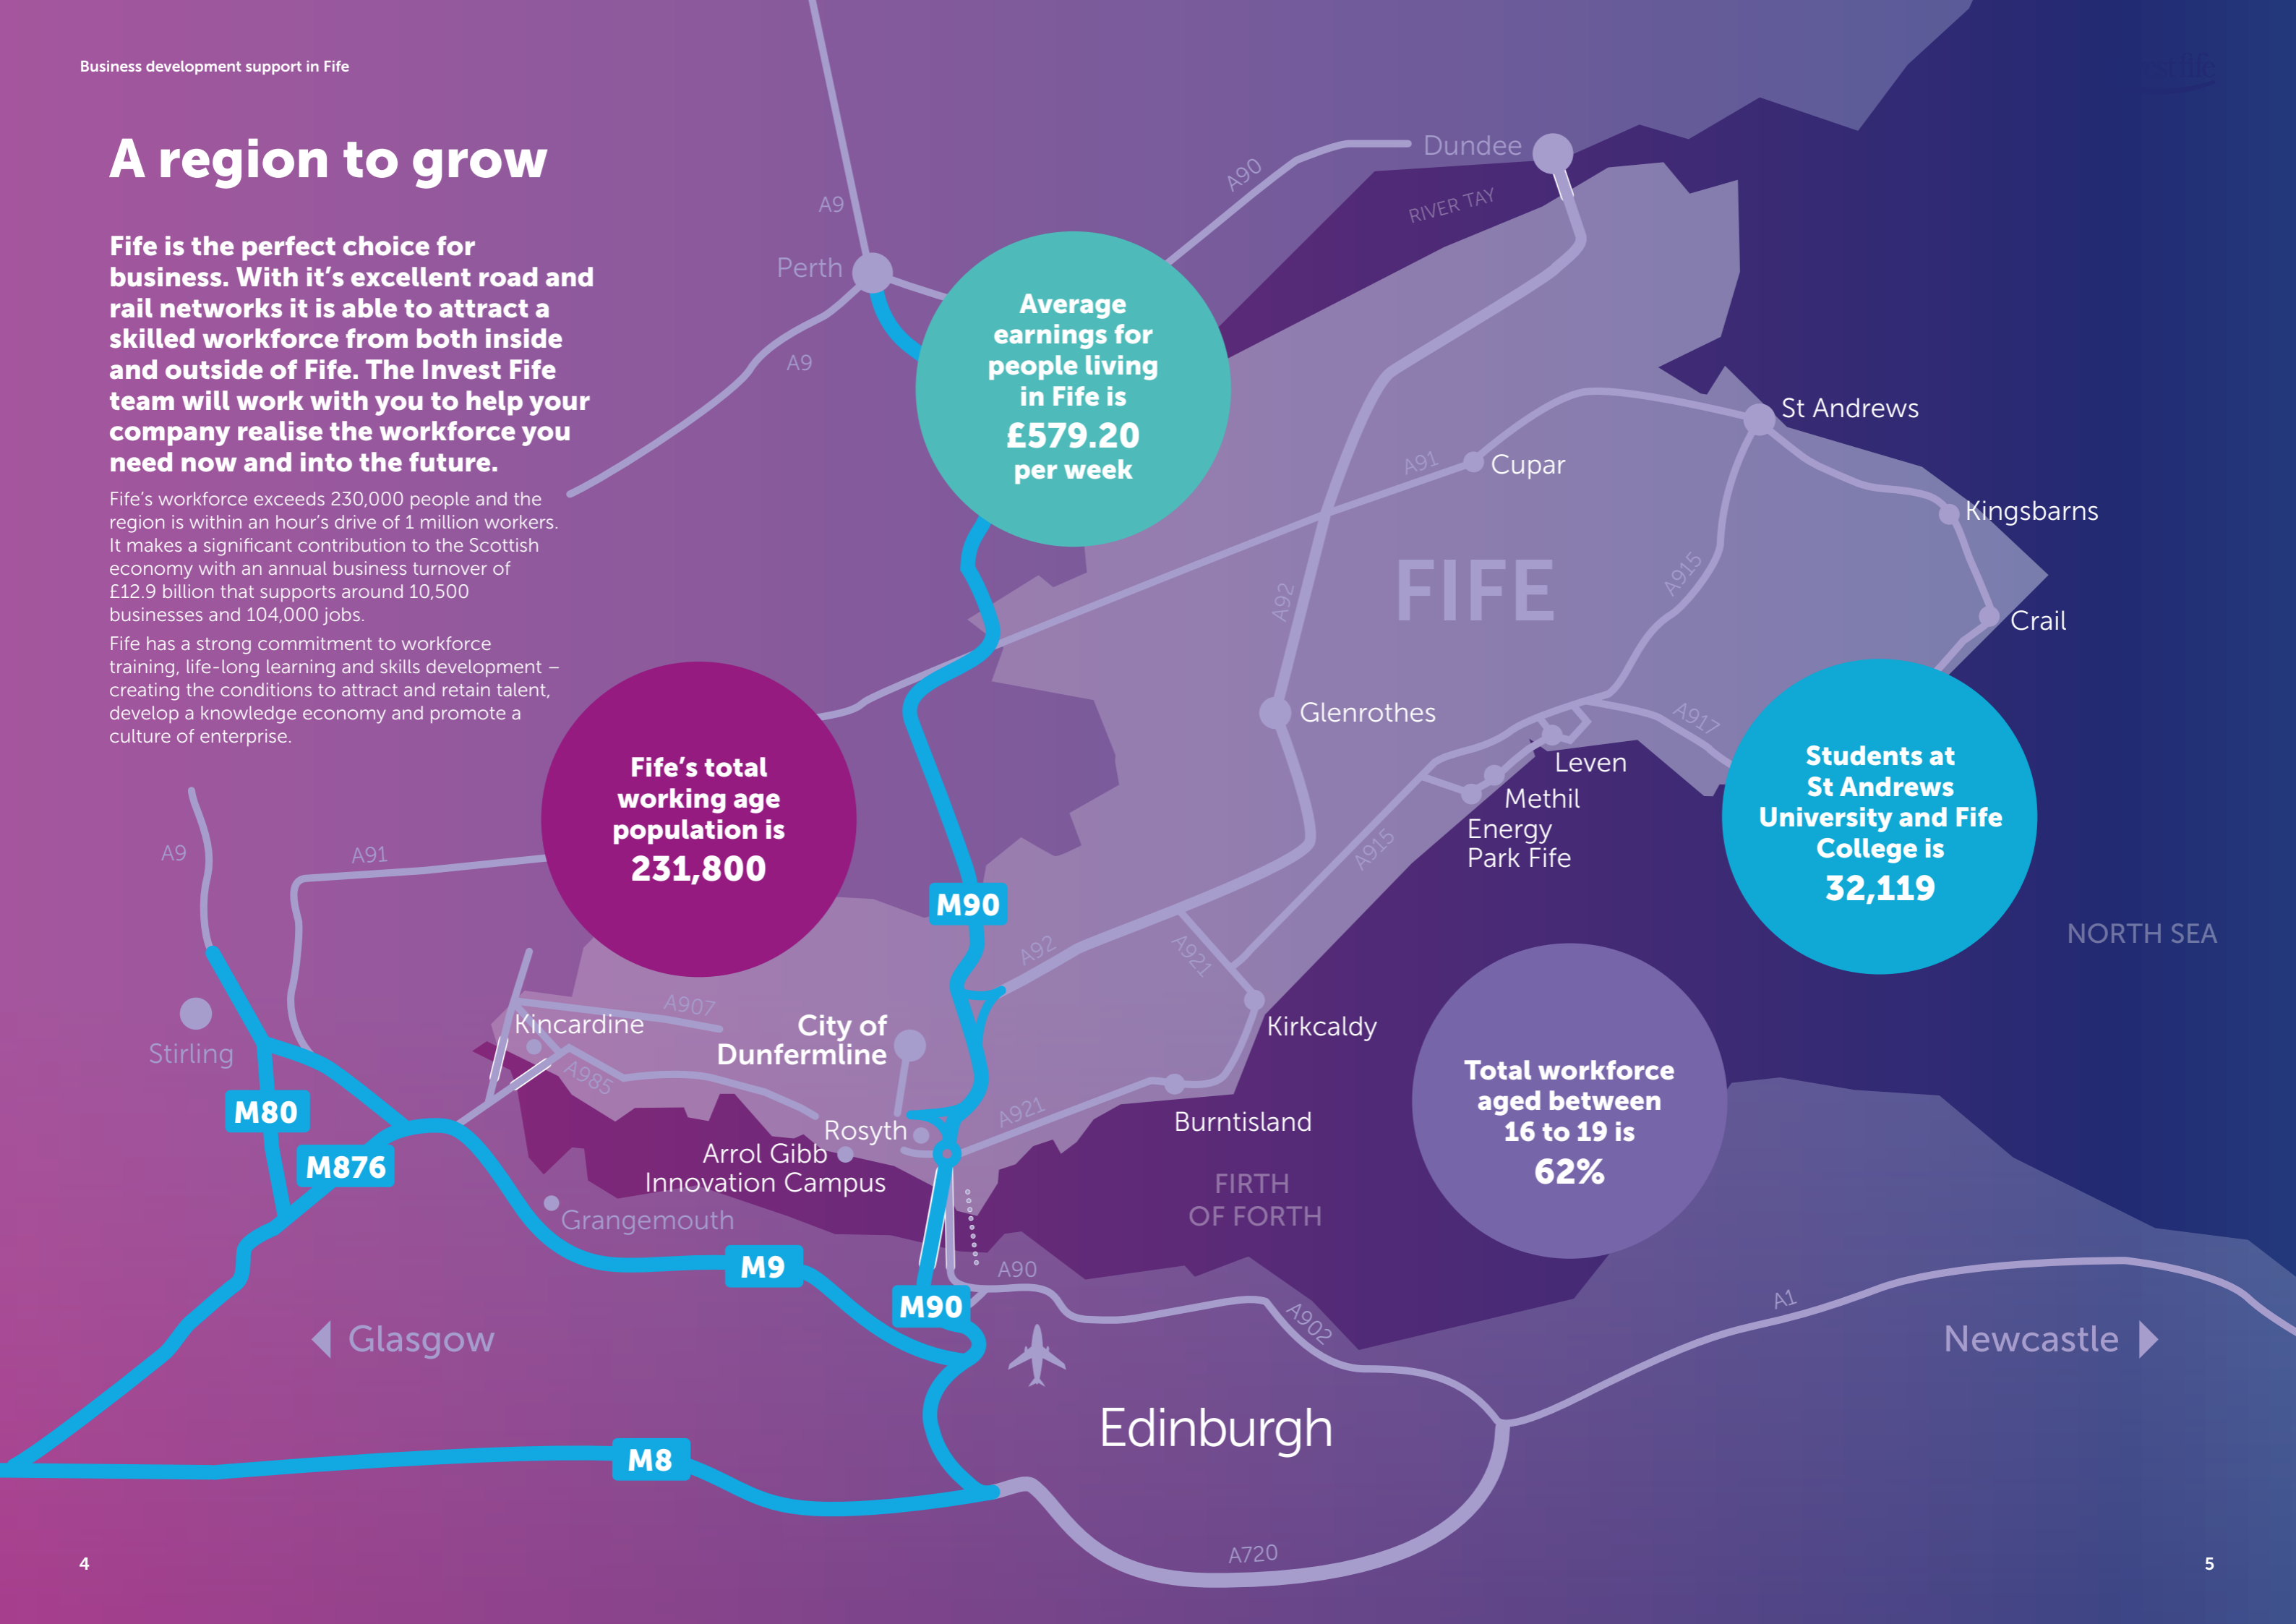 Business development support in Fife
A region to grow
Fife is the perfect choice for
business. With it’s excellent road and
rail networks it is able to attract a
skilled workforce from both inside
and outside of Fife. The Invest Fife
team will work with you to help your
company realise the workforce you
need now and into the future.
Fife’s workforce exceeds 230,000 people and the
region is within an hour’s drive of 1 million workers.
It makes a significant contribution to the Scottish
economy with an annual business turnover of
£12.9 billion that supports around 10,500
businesses and 104,000 jobs.
Fife has a strong commitment to workforce
training, life-long learning and skills development –
creating the conditions to attract and retain talent,
develop a knowledge economy and promote a
culture of enterprise.
A9
Perth
A9
A90
Dundee
RIVER TAY
Average
earnings for
people living
in Fife is
£579.20
per week
St Andrews
A91
Cupar
Kingsbarns
FIFE
A92
A915
Crail
Glenrothes
A917
Leven
Methil
Energy
Park Fife
A915
Fife’s total
working age
population is
231,800
Students at
St Andrews
University and Fife
College is
32,119
NORTH SEA
A9
A91
M90
A92
A921
A907
Kincardine
City of
Dunfermline
Kirkcaldy
Stirling
A985
M80
M876
Rosyth
Arrol Gibb
Innovation Campus
A921
Burntisland
Total workforce
aged between
16 to 19 is
62%
FIRTH
OF FORTH
Grangemouth
M9
M90
A90
A902
A1
Glasgow
Newcastle
Edinburgh
M8
A720
4
5